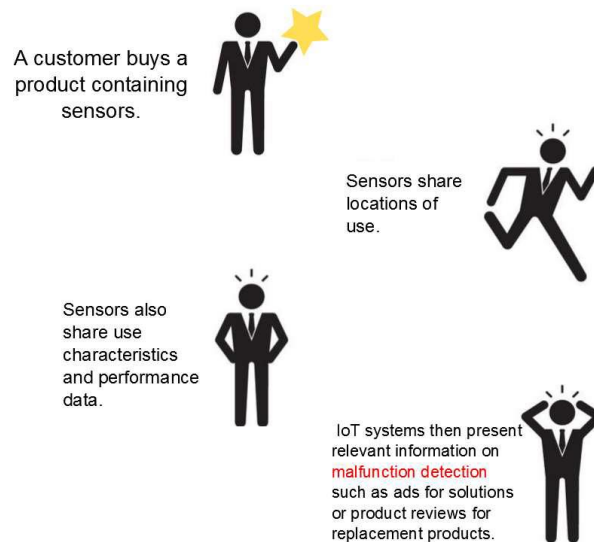 A customer buys a
product containing
sensors.
Sensors share
locations of
use.
Sensors also
share use
characteristics
and performance
data.
IoT systems then present
relevant information on
malfunction detection
such as ads for solutions
or product reviews for
replacement products.